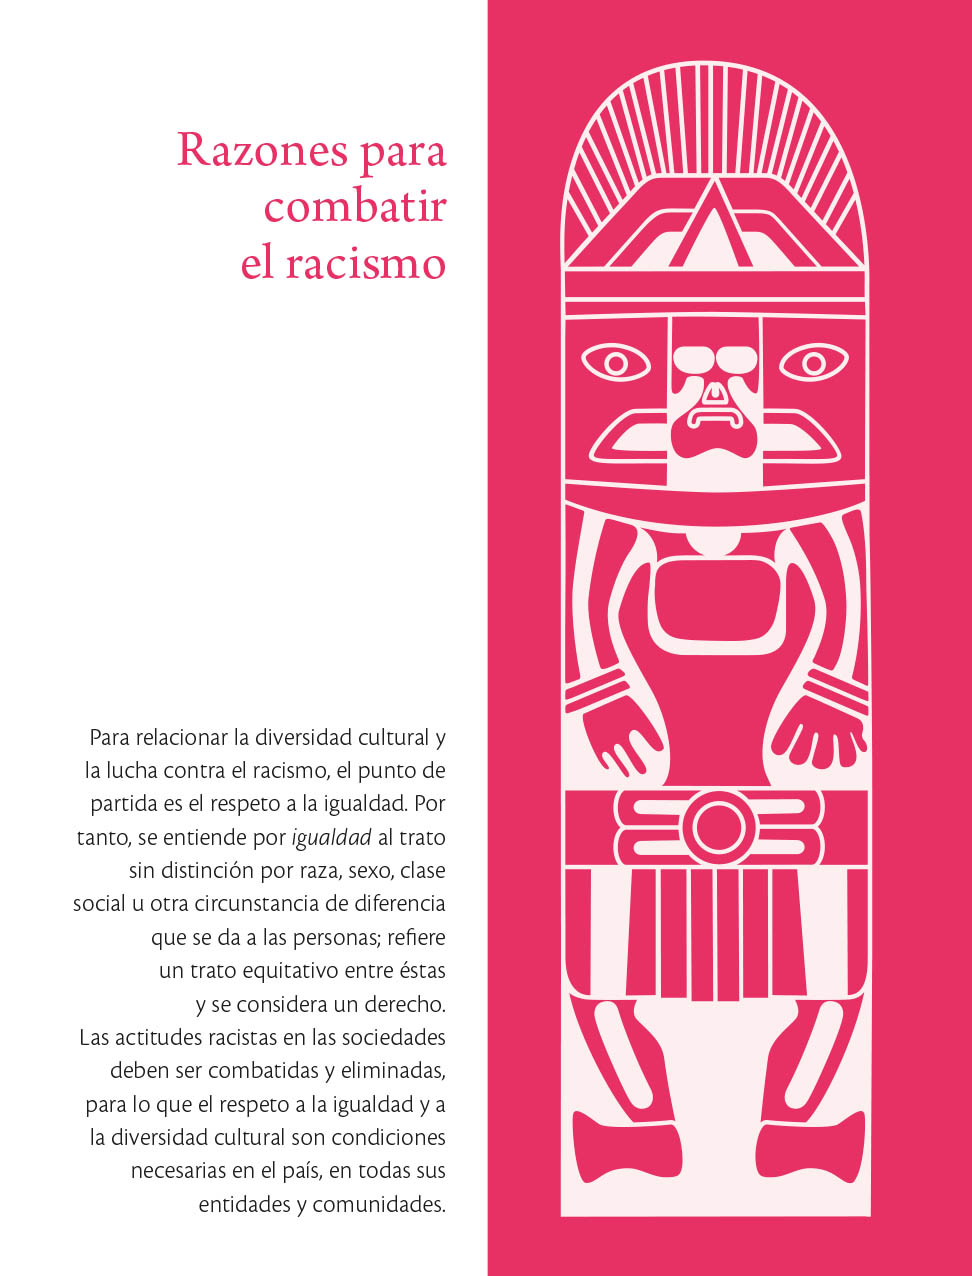 Razones para
combatir
el racismo
Para relacionar la diversidad cultural y
la lucha contra el racismo, el punto de
partida es el respeto a la igualdad. Por
tanto, se entiende por igualdad al trato
sin distinción por raza, sexo, clase
social u otra circunstancia de diferencia
que se da a las personas; refiere
un trato equitativo entre éstas
y se considera un derecho.
Las actitudes racistas en las sociedades
deben ser combatidas y eliminadas,
para lo que el respeto a la igualdad y a
la diversidad cultural son condiciones
necesarias en el país, en todas sus
entidades y comunidades.